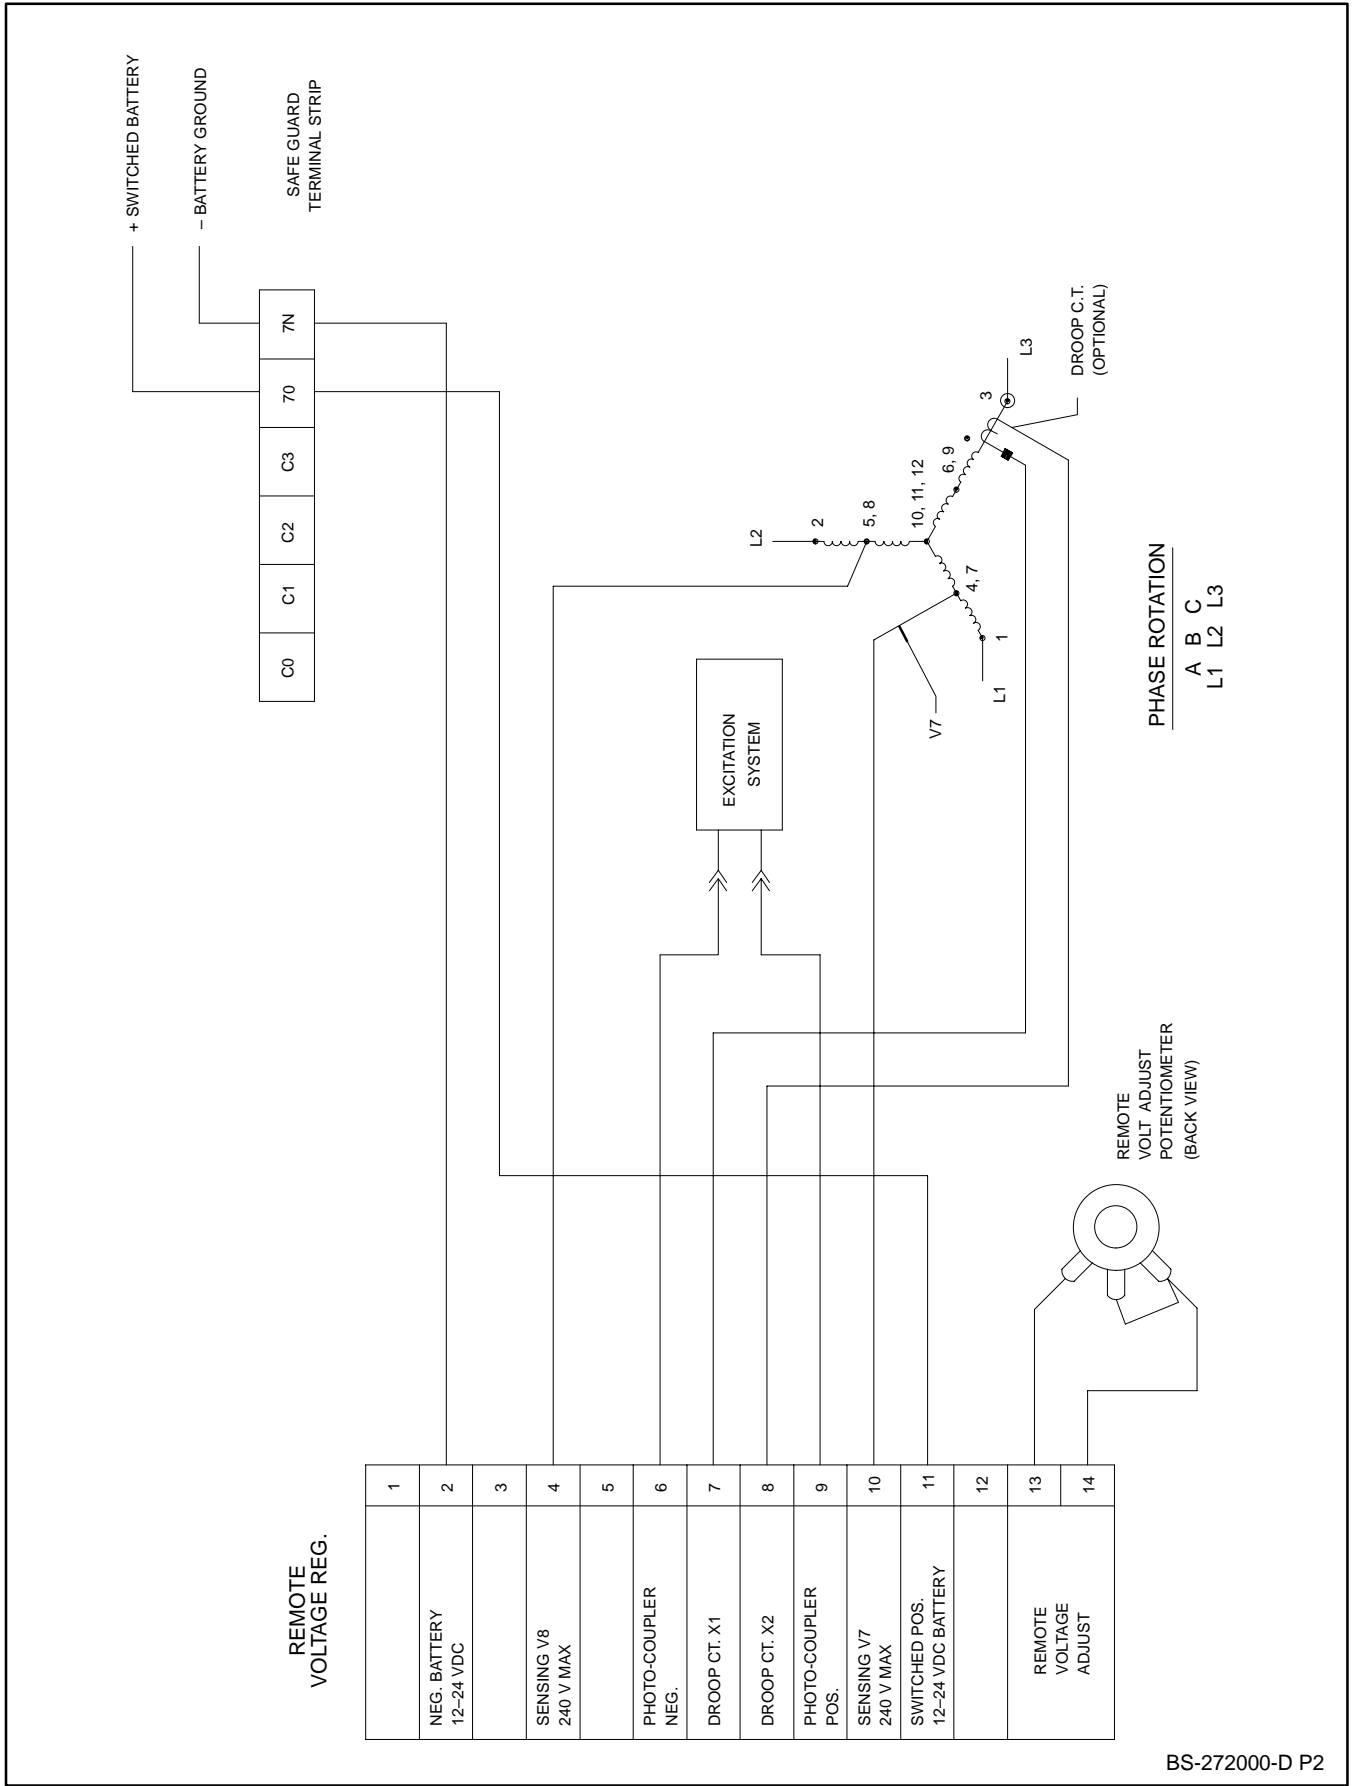 + SWITCHED BATTERY
– BATTERY GROUND
SAFE GUARD
TERMINAL STRIP
C0 C1 C2 C3 70 7N
REMOTE
VOLTAGE REG.
1
NEG. BATTERY
12–24 VDC
2
3
SENSING V8
240 V MAX
4
5
PHOTO-COUPLER
NEG.
6
DROOP CT. X1
7
DROOP CT. X2
8
PHOTO-COUPLER
POS.
9
SENSING V7
240 V MAX
10
SWITCHED POS.
12–24 VDC BATTERY
11
12
REMOTE
VOLTAGE
ADJUST
13
14
EXCITATION
SYSTEM
L2
2
5, 8
10, 11, 12
6, 9
3
L3
4, 7
1
L1
V7
DROOP C.T.
(OPTIONAL)
REMOTE
VOLT ADJUST
POTENTIOMETER
(BACK VIEW)
PHASE ROTATION
A B C
L1 L2 L3
BS-272000-D P2